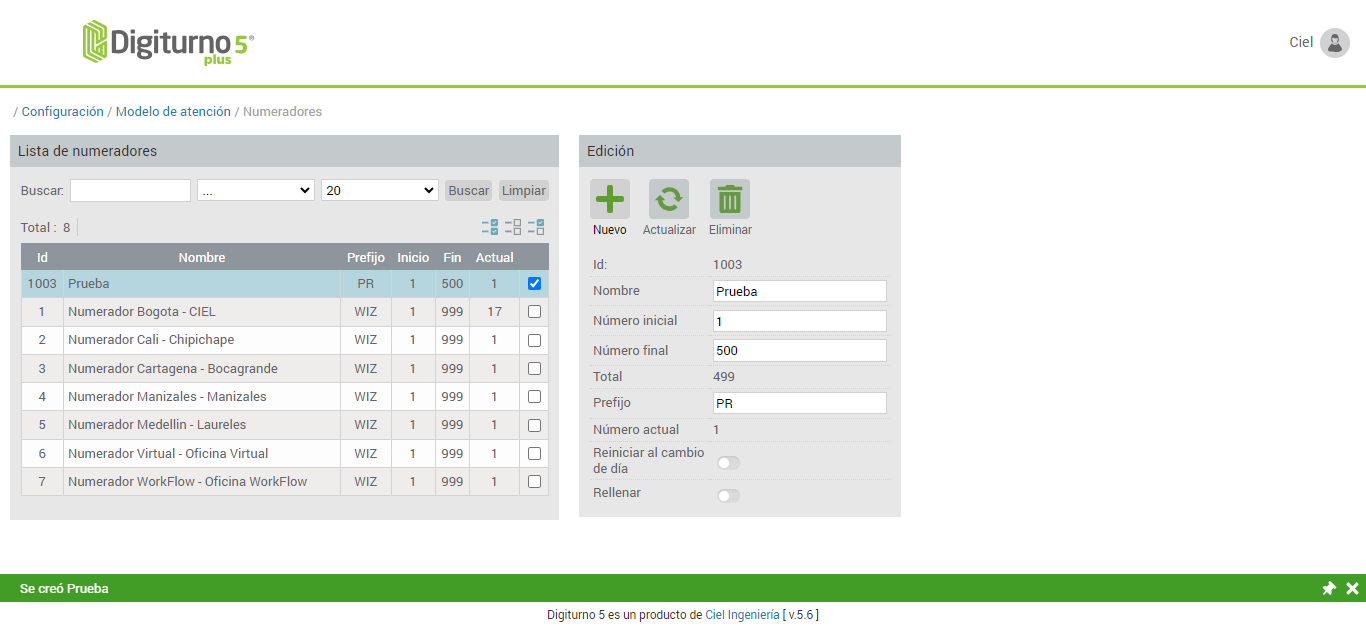 Digiturno 5®
plus
Ciel
/ Configuración / Modelo de atención / Numeradores
Lista de numeradores
Buscar: ... 20 Buscar Limpiar
Total : 8
Id Nombre Prefijo Inicio Fin Actual
1003 Prueba PR 1 500 1
1 Numerador Bogota - CIEL WIZ 1 999 17
2 Numerador Cali - Chipichape WIZ 1 999 1
3 Numerador Cartagena - Bocagrande WIZ 1 999 1
4 Numerador Manizales - Manizales WIZ 1 999 1
5 Numerador Medellin - Laureles WIZ 1 999 1
6 Numerador Virtual - Oficina Virtual WIZ 1 999 1
7 Numerador WorkFlow - Oficina WorkFlow WIZ 1 999 1
Edición
Nuevo Actualizar Eliminar
Id: 1003
Nombre Prueba
Número inicial 1
Número final 500
Total 499
Prefijo PR
Número actual 1
Reiniciar al cambio
de día
Rellenar
Se creó Prueba
Digiturno 5 es un producto de Ciel Ingeniería [ v.5.6 ]